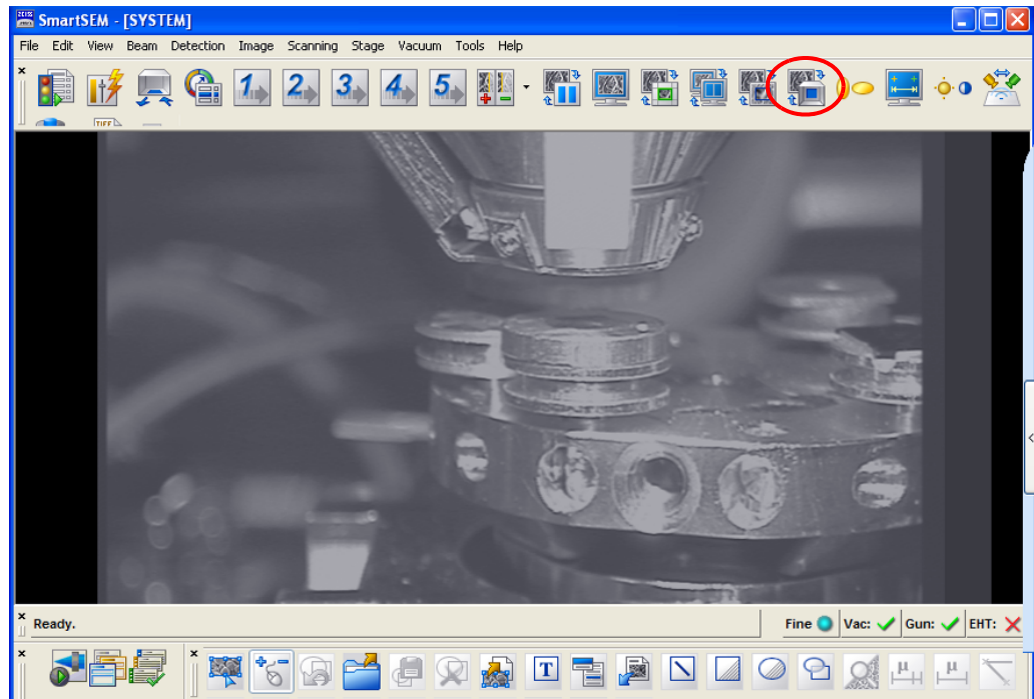 ZEISS SmartSEM - [SYSTEM]
File Edit View Beam Detection Image Scanning Stage Vacuum Tools Help
1 2 3 4 5
TIFF
Ready. Fine Vac: Gun: EHT:
T µ µ